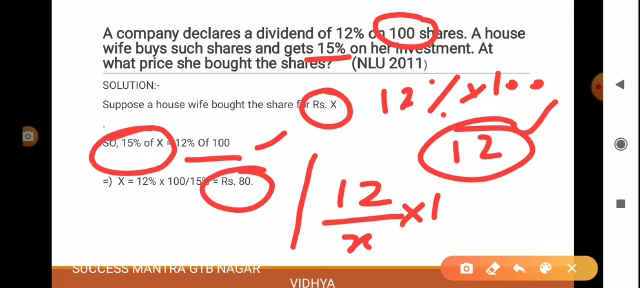 A company declares a dividend of 12% on 100 shares. A house
wife buys such shares and gets 15% on her investment. At
what price she bought the shares? (NLU 2011)
SOLUTION:-
Suppose a house wife bought the share for Rs. X
12% x 100
.
SO, 15% of X = 12% Of 100
12
=) X = 12% x 100/15% = Rs. 80.
12/x x 1
SUCCESS MANTRA GTB NAGAR
VIDHYA